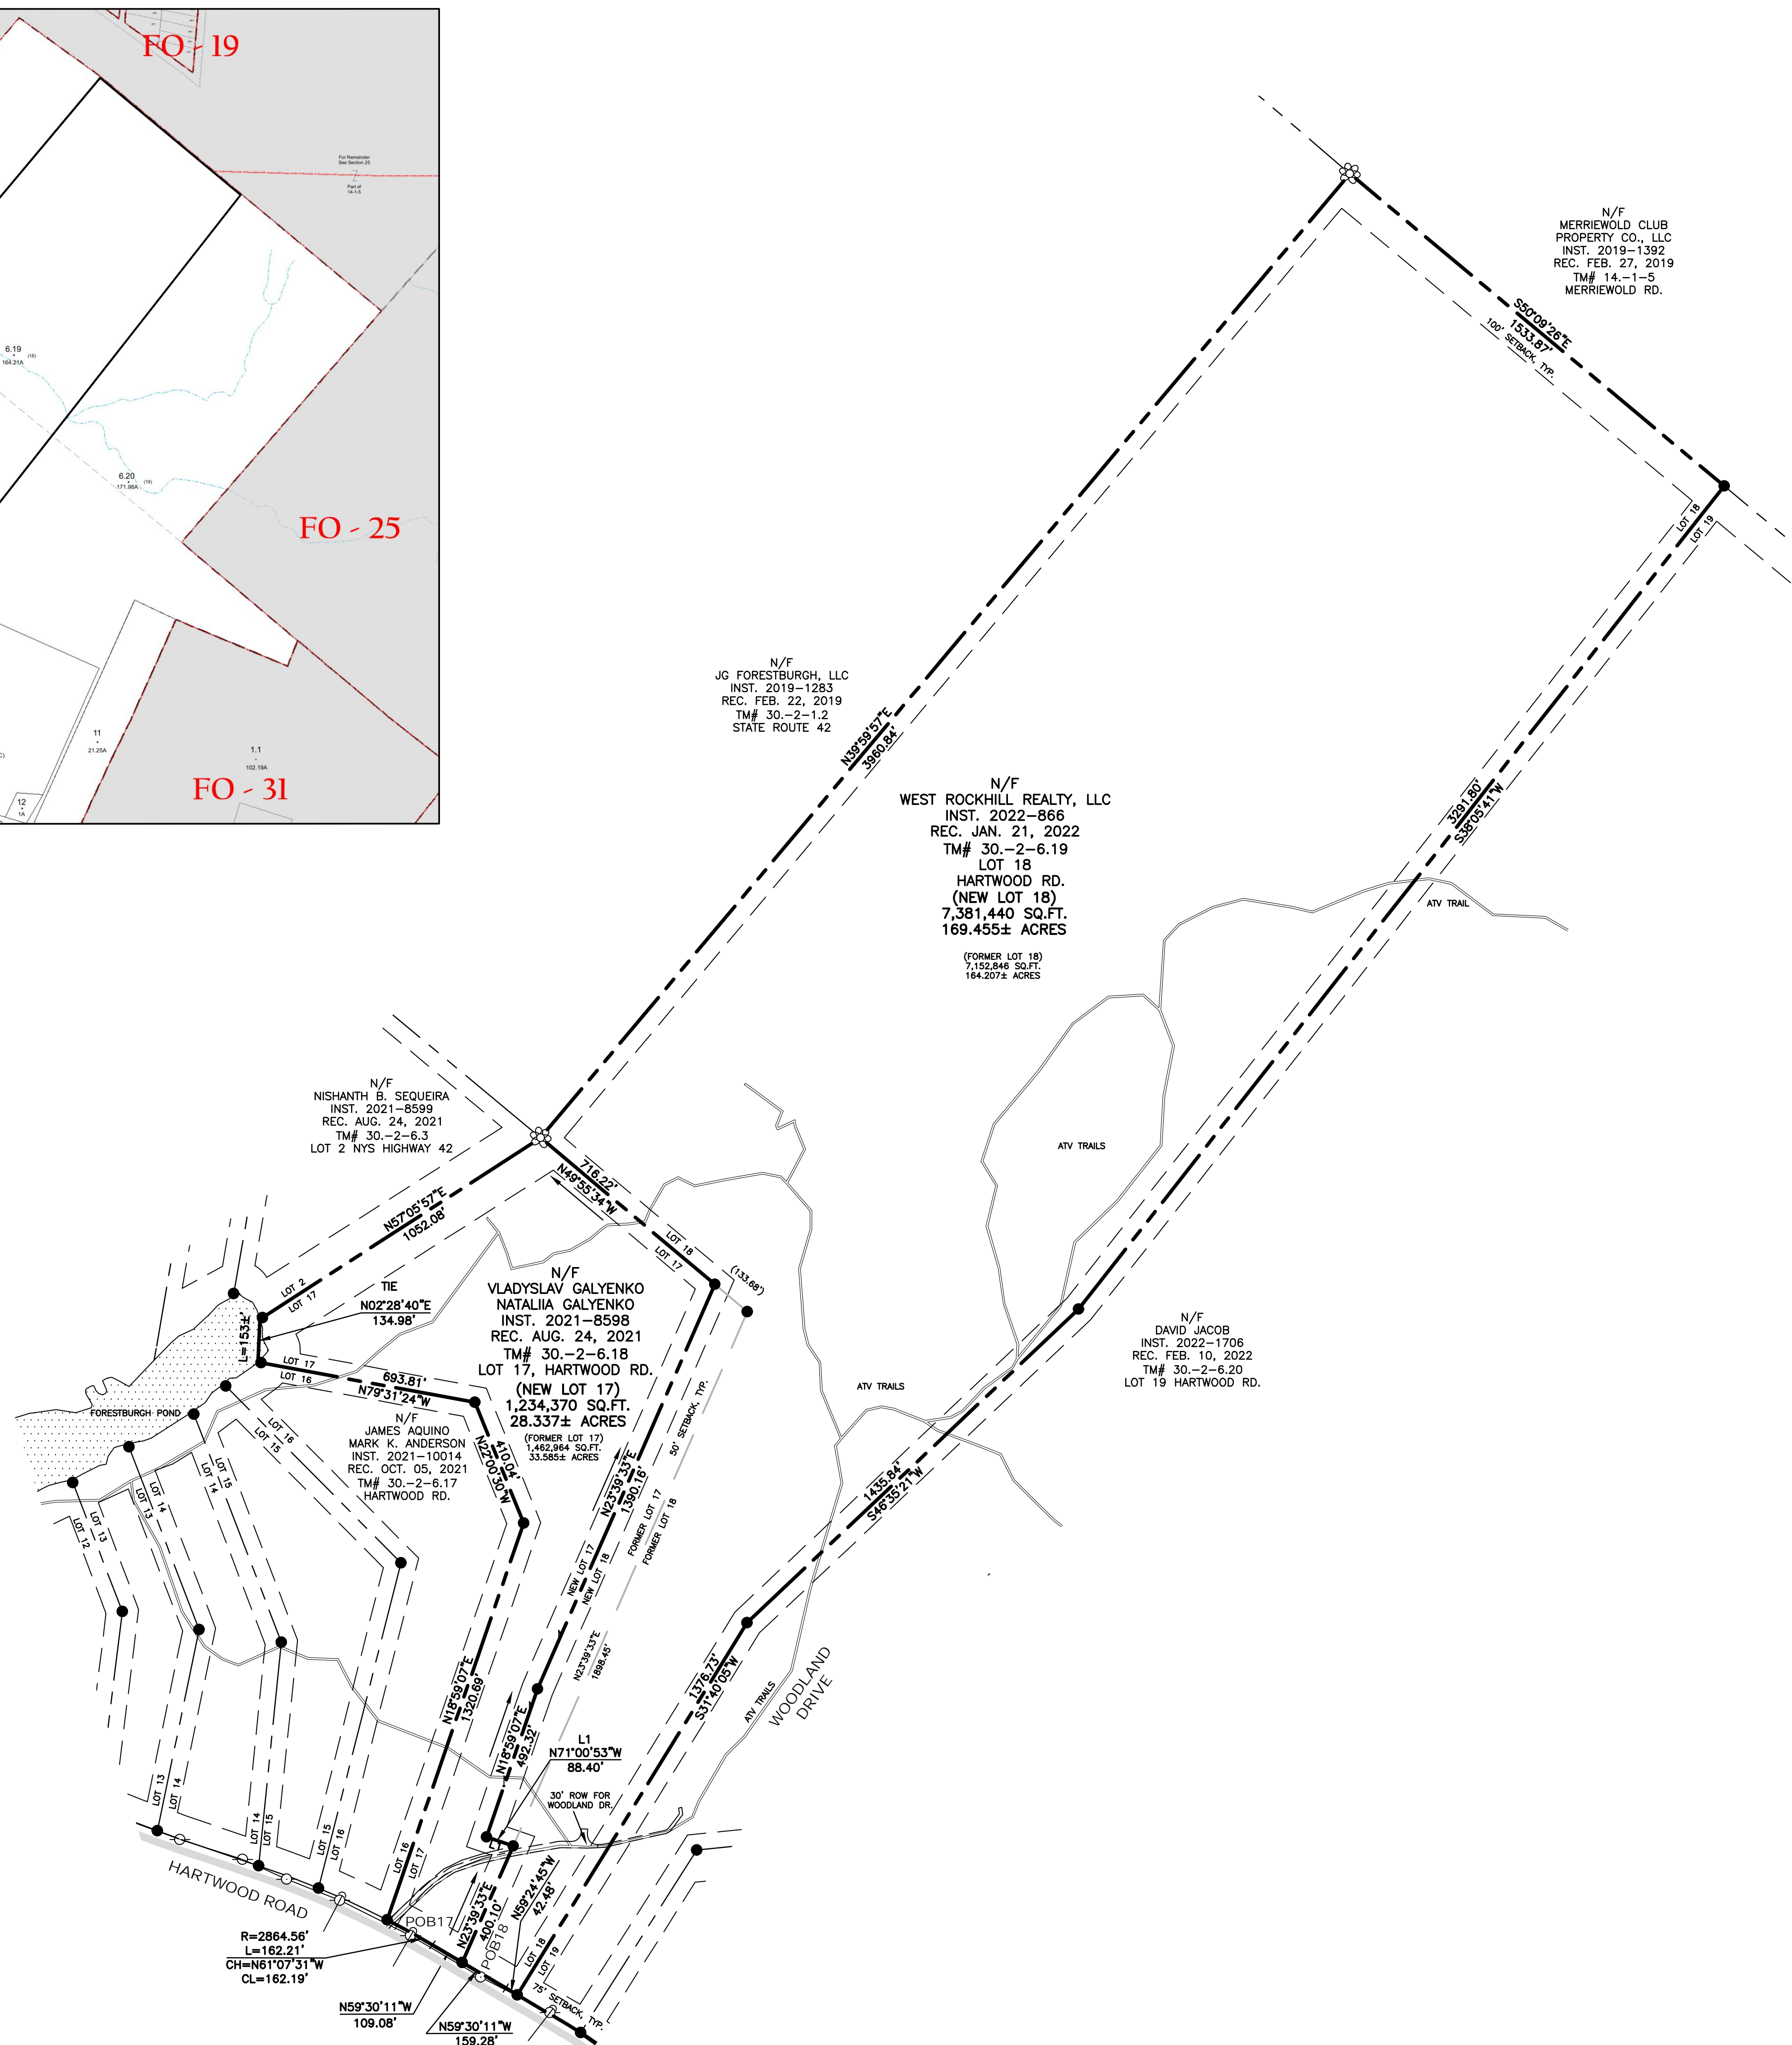 FO - 19
For Remainder
See Section 25
Part of
14-1-5
6.19
(18)
164.21A
6.20
(19)
171.98A
FO - 25
11
21.25A
1.1
102.19A
12
1A
FO - 31
N/F
MERRIEWOLD CLUB
PROPERTY CO., LLC
INST. 2019-1392
REC. FEB. 27, 2019
TM# 14.-1-5
MERRIEWOLD RD.
S50°09'26"E
1533.87'
100' SETBACK, TYP.
LOT 18
LOT 19
N/F
JG FORESTBURGH, LLC
INST. 2019-1283
REC. FEB. 22, 2019
TM# 30.-2-1.2
STATE ROUTE 42
N39°59'57"E
3960.84'
N/F
WEST ROCKHILL REALTY, LLC
INST. 2022-866
REC. JAN. 21, 2022
TM# 30.-2-6.19
LOT 18
HARTWOOD RD.
(NEW LOT 18)
7,381,440 SQ.FT.
169.455± ACRES
(FORMER LOT 18)
7,152,846 SQ.FT.
164.207± ACRES
3291.80'
S38°05'41"W
ATV TRAIL
N/F
NISHANTH B. SEQUEIRA
INST. 2021-8599
REC. AUG. 24, 2021
TM# 30.-2-6.3
LOT 2 NYS HIGHWAY 42
ATV TRAILS
716.22'
N49°55'34"W
N57°05'57"E
1052.08'
LOT 18
LOT 17
(133.68')
LOT 2
LOT 17
TIE
N02°28'40"E
134.98'
L=153±'
N/F
VLADYSLAV GALYENKO
NATALIIA GALYENKO
INST. 2021-8598
REC. AUG. 24, 2021
TM# 30.-2-6.18
LOT 17, HARTWOOD RD.
(NEW LOT 17)
1,234,370 SQ.FT.
28.337± ACRES
(FORMER LOT 17)
1,462,964 SQ.FT.
33.585± ACRES
N/F
DAVID JACOB
INST. 2022-1706
REC. FEB. 10, 2022
TM# 30.-2-6.20
LOT 19 HARTWOOD RD.
LOT 17
LOT 16
693.81'
N79°31'24"W
ATV TRAILS
FORESTBURGH POND
N/F
JAMES AQUINO
MARK K. ANDERSON
INST. 2021-10014
REC. OCT. 05, 2021
TM# 30.-2-6.17
HARTWOOD RD.
LOT 16
LOT 15
410.04'
N22°00'30"W
50' SETBACK, TYP.
N23°39'33"E
1390.16'
FORMER LOT 17
FORMER LOT 18
1435.84'
S46°35'21"W
LOT 15
LOT 14
LOT 14
LOT 13
LOT 13
LOT 12
NEW LOT 17
NEW LOT 18
N23°39'33"E
1898.45'
N18°59'07"E
1320.69'
1376.73'
S31°40'05"W
WOODLAND
DRIVE
ATV TRAILS
N18°59'07"E
492.32'
L1
N71°00'53"W
88.40'
30' ROW FOR
WOODLAND DR.
LOT 13
LOT 14
LOT 14
LOT 15
LOT 15
LOT 16
LOT 16
LOT 17
HARTWOOD ROAD
POB17
N23°39'33"E
400.10'
POB18
N59°24'45"W
42.48'
LOT 18
LOT 19
R=2864.56'
L=162.21'
CH=N61°07'31"W
CL=162.19'
75' SETBACK, TYP.
N59°30'11"W
109.08'
N59°30'11"W
159.28'